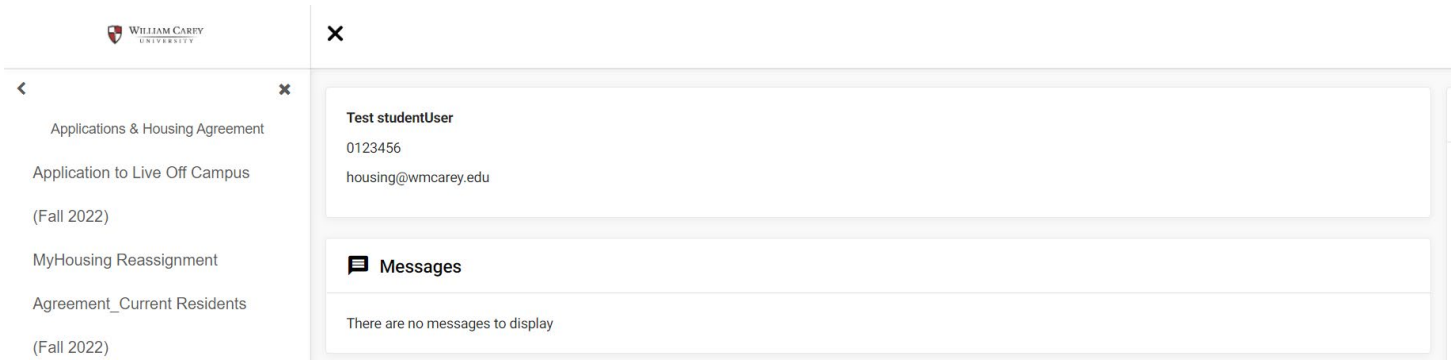 WILLIAM CAREY
UNIVERSITY
Applications & Housing Agreement
Application to Live Off Campus
(Fall 2022)
MyHousing Reassignment
Agreement_Current Residents
(Fall 2022)
Test studentUser
0123456
housing@wmcarey.edu
Messages
There are no messages to display